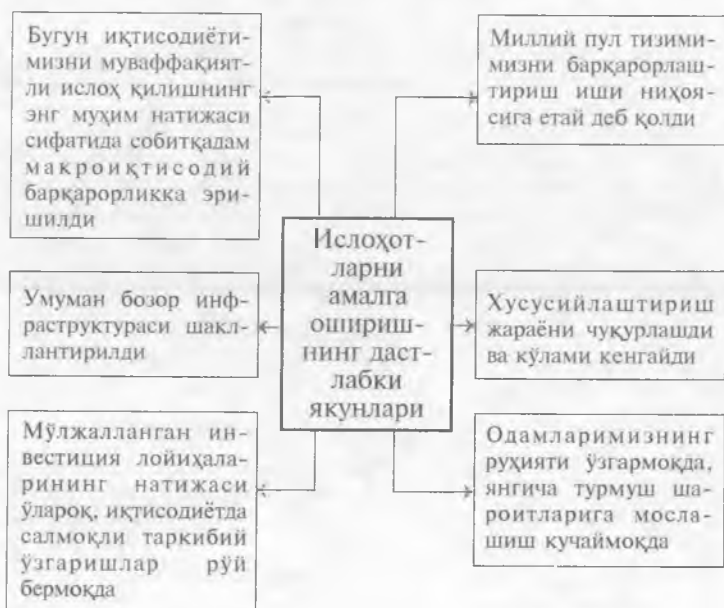 Бугун иқтисодиёти-
мизни муваффақият-
ли ислоҳ қилишнинг
энг муҳим натижаси
сифатида собитқадам
макроиқтисодий
барқарорликка эри-
шилди
Миллий пул тизими-
мизни барқарорлаш-
тириш иши ниҳоя-
сига етай деб қолди
Ислоҳот-
ларни
амалга
ошириш-
нинг даст-
лабки
якунлари
Умуман бозор инф-
раструктураси шакл-
лантирилди
Хусусийлаштириш
жараёни чуқурлашди
ва кўлами кенгайди
Мўлжалланган ин-
вестиция лойиҳала-
рининг натижаси
ўлароқ, иқтисодиётда
салмоқли таркибий
ўзгаришлар рўй
бермоқда
Одамларимизнинг
руҳияти ўзгармоқда,
янгича турмуш ша-
роитларига мосла-
шиш кучаймоқда